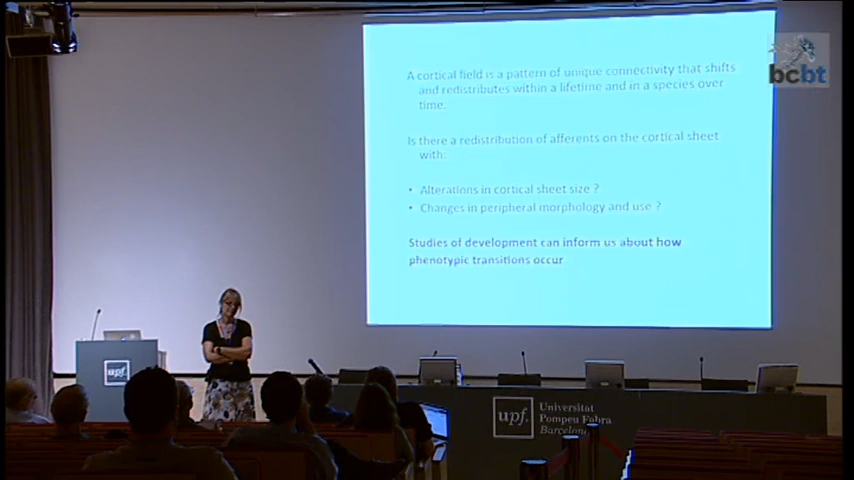 A cortical field is a pattern of unique connectivity that shifts
and redistributes within a lifetime and in a species over
time.
Is there a redistribution of afferents on the cortical sheet
with:
• Alterations in cortical sheet size ?
• Changes in peripheral morphology and use ?
Studies of development can inform us about how
phenotypic transitions occur
bcbt
upf.
upf.
Universitat
Pompeu Fabra
Barcelona